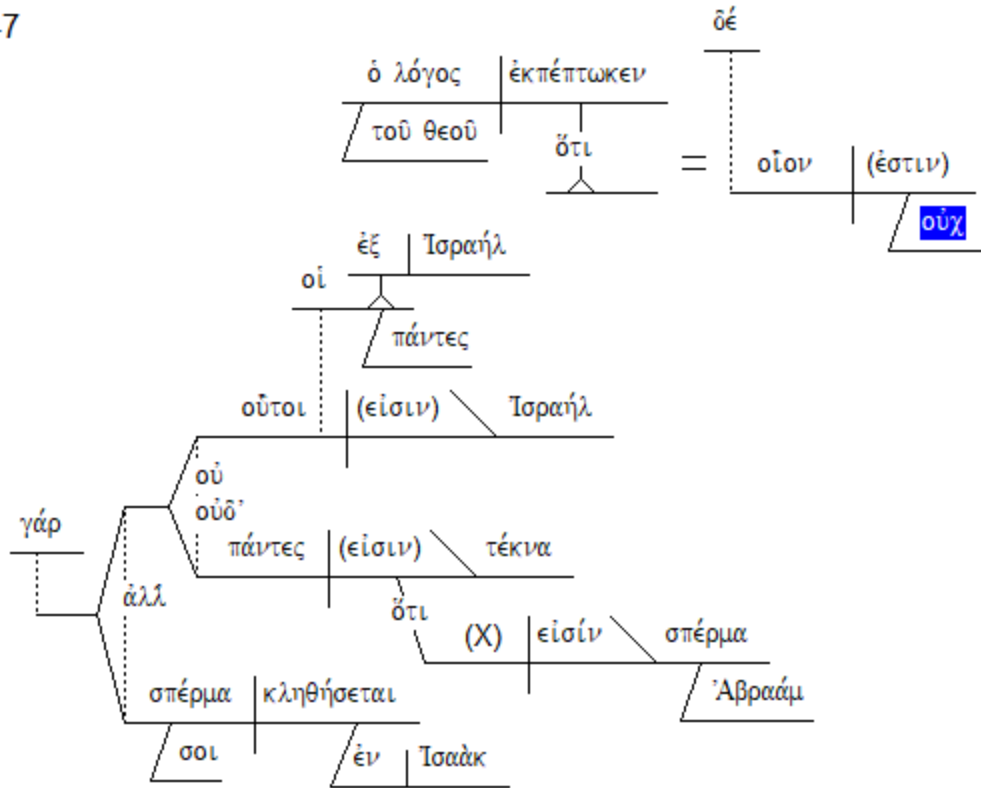 47
δέ
ὁ λόγος ἐκπέπτωκεν
τοῦ θεοῦ
ὅτι
= οἷον (ἐστιν)
οὐχ
ἐξ Ἰσραήλ
οἱ
πάντες
οὗτοι (εἰσιν) Ἰσραήλ
οὐ
οὐδ’
γάρ
πάντες (εἰσιν) τέκνα
ἀλλ̓
ὅτι
(X) εἰσίν σπέρμα
Ἀβραάμ
σπέρμα κληθήσεται
σοι
ἐν Ἰσαὰκ